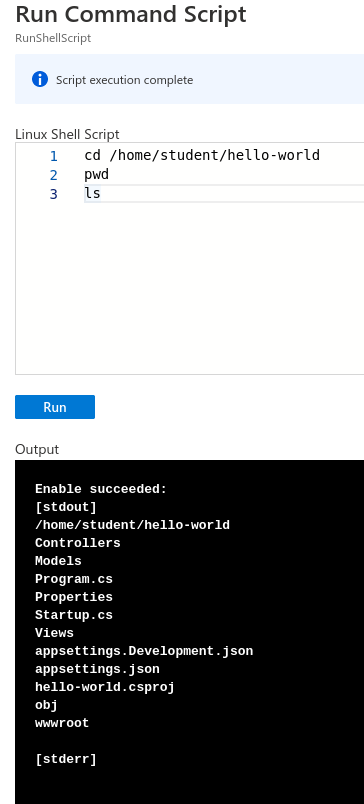 Run Command Script
RunShellScript
Script execution complete
Linux Shell Script
1 cd /home/student/hello-world
2 pwd
3 ls
Run
Output
Enable succeeded:
[stdout]
/home/student/hello-world
Controllers
Models
Program.cs
Properties
Startup.cs
Views
appsettings.Development.json
appsettings.json
hello-world.csproj
obj
wwwroot
[stderr]